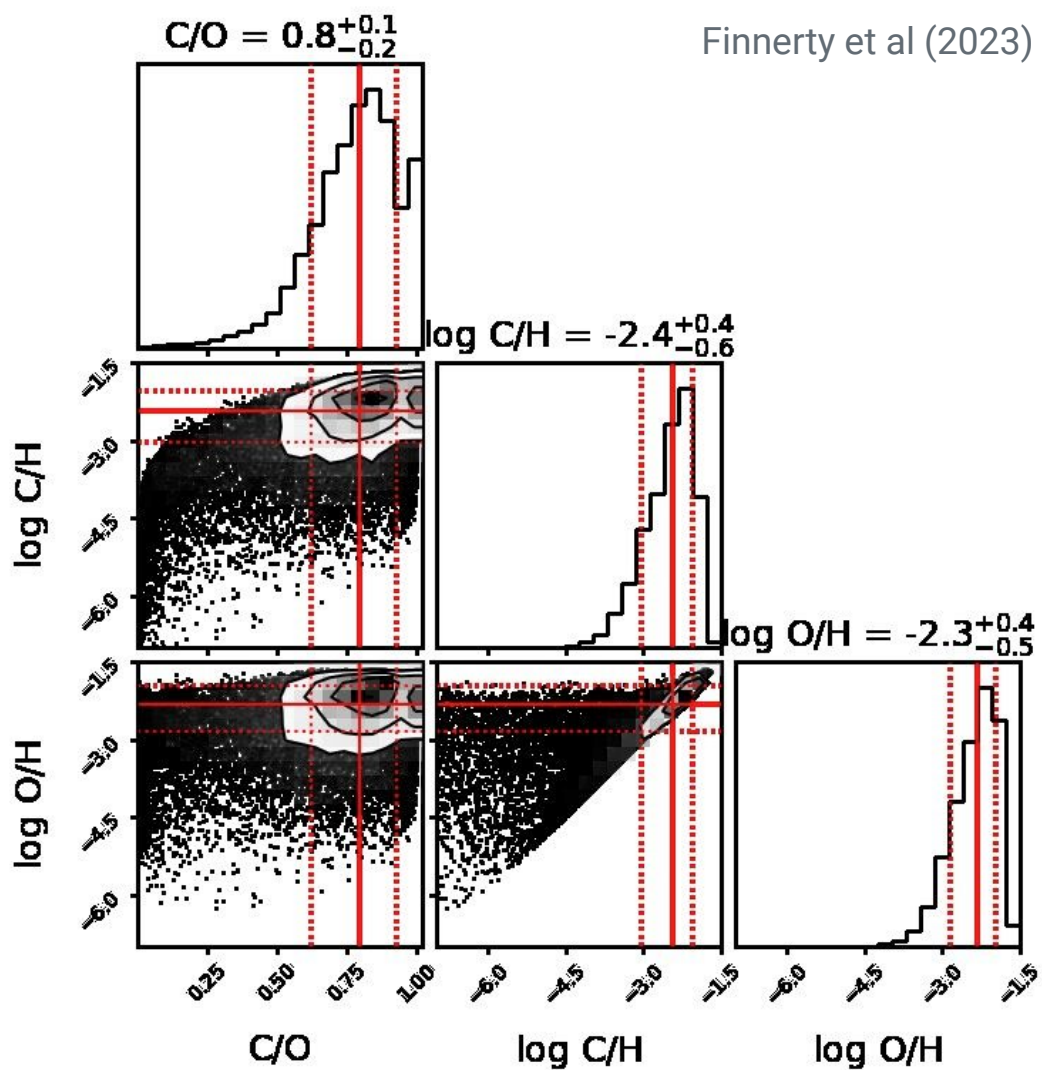 C/O = 0.8+0.1 −0.2
Finnerty et al (2023)
log C/H = -2.4+0.4 −0.6
−1.5
−3.0
−4.5
−6.0
log C/H
log O/H = -2.3+0.4 −0.5
−1.5
−3.0
−4.5
−6.0
log O/H
0.25 0.50 0.75 1.00
−6.0 −4.5 −3.0 −1.5
−6.0 −4.5 −3.0 −1.5
C/O
log C/H
log O/H